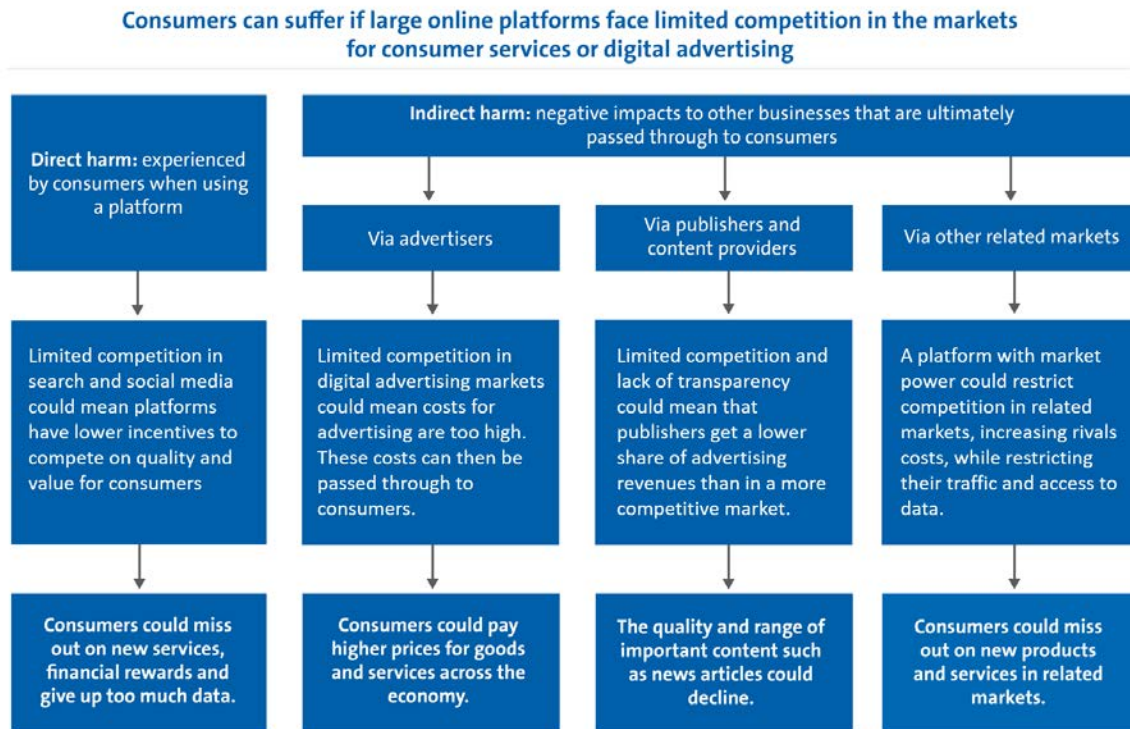 Consumers can suffer if large online platforms face limited competition in the markets
for consumer services or digital advertising
Direct harm: experienced
by consumers when using
a platform
Indirect harm: negative impacts to other businesses that are ultimately
passed through to consumers
Via advertisers
Via publishers and
content providers
Via other related markets
Limited competition in
search and social media
could mean platforms
have lower incentives to
compete on quality and
value for consumers
Limited competition in
digital advertising markets
could mean costs for
advertising are too high.
These costs can then be
passed through to
consumers.
Limited competition and
lack of transparency
could mean that
publishers get a lower
share of advertising
revenues than in a more
competitive market.
A platform with market
power could restrict
competition in related
markets, increasing rivals
costs, while restricting
their traffic and access to
data.
Consumers could miss
out on new services,
financial rewards and
give up too much data.
Consumers could pay
higher prices for goods
and services across the
economy.
The quality and range of
important content such
as news articles could
decline.
Consumers could miss
out on new products
and services in related
markets.